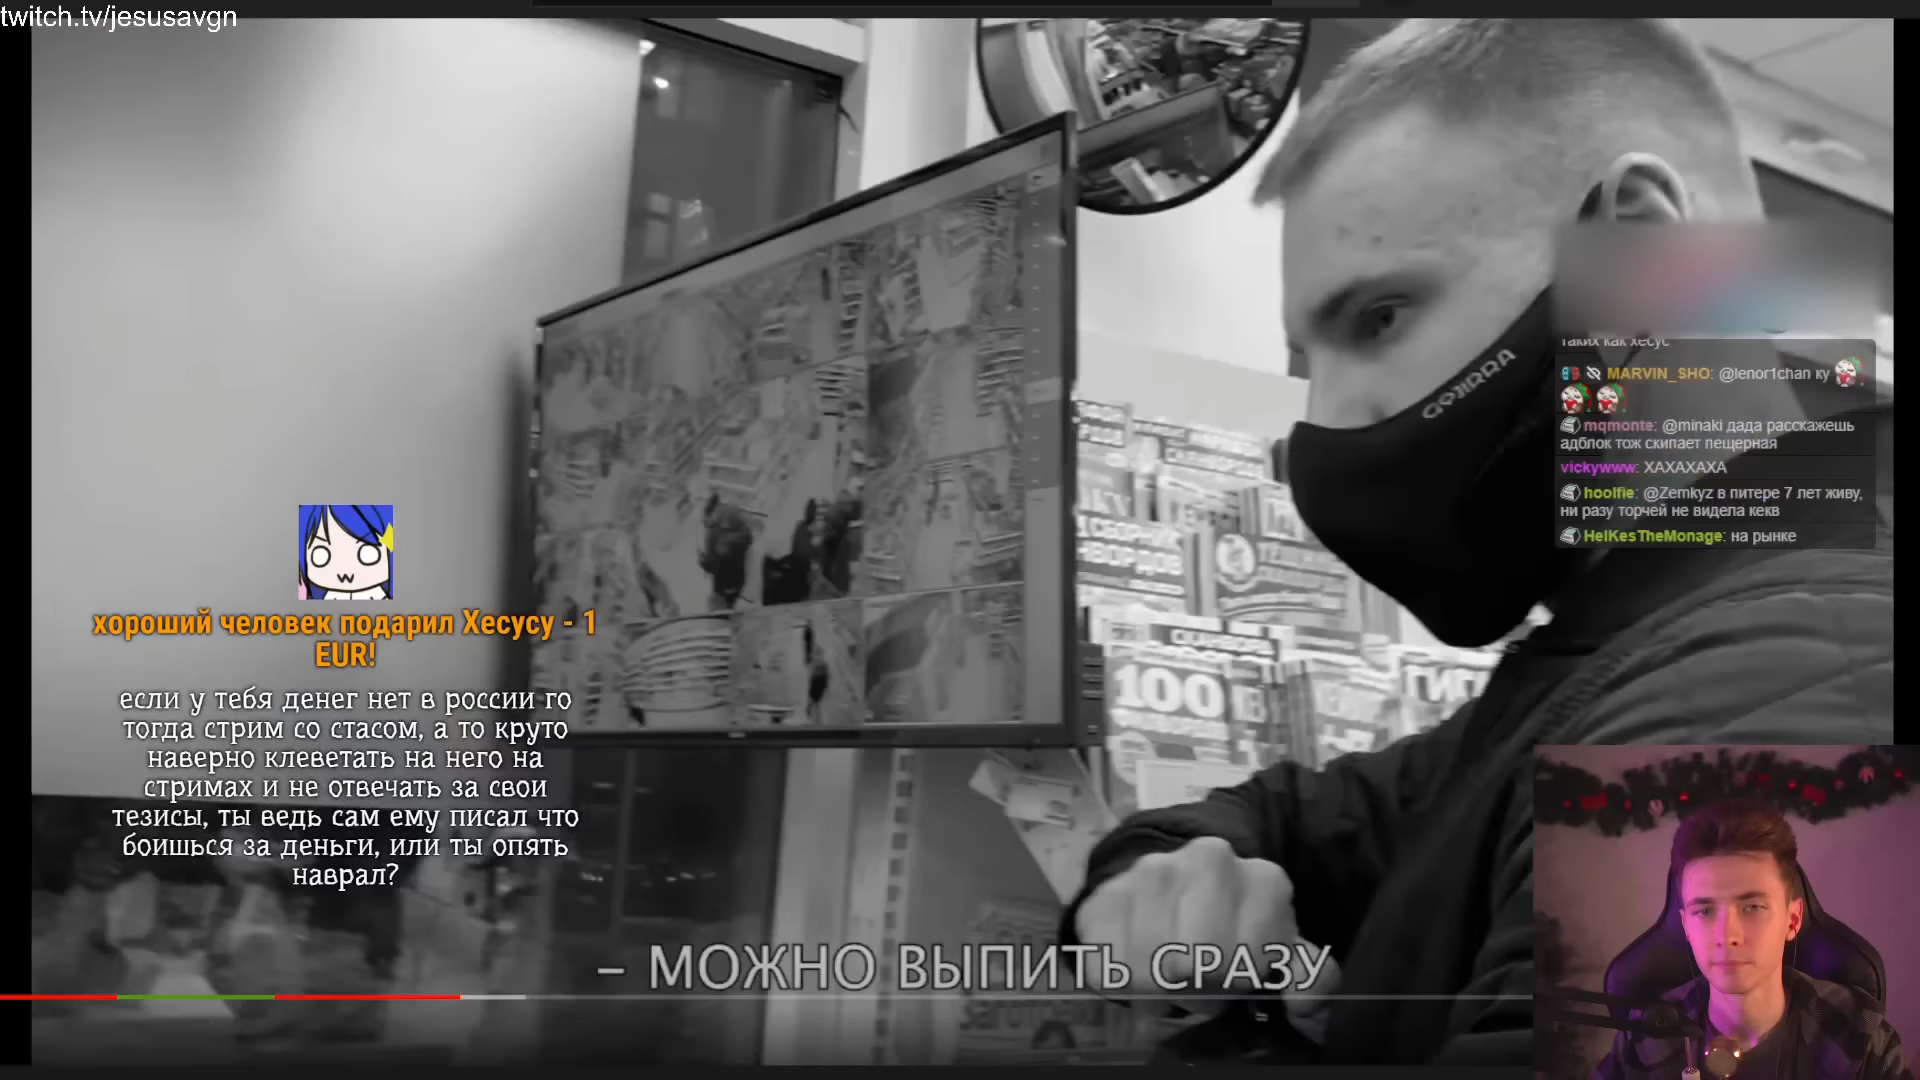 twitch.tv/jesusavgn
GOJIRRA
таких как хесус
MARVIN_SHO: @lenor1chan ку
mqmonte: @minaki дада расскажешь
адблок тож скипает пещерная
vickywww: ХАХАХАХА
hoolfie: @Zemkyz в питере 7 лет живу,
ни разу торчей не видела кекв
HelKesTheMonage: на рынке
хороший человек подарил Хесусу - 1
EUR!
если у тебя денег нет в россии го
тогда стрим со стасом, а то круто
наверно клеветать на него на
стримах и не отвечать за свои
тезисы, ты ведь сам ему писал что
боишься за деньги, или ты опять
наврал?
100
– МОЖНО ВЫПИТЬ СРАЗУ